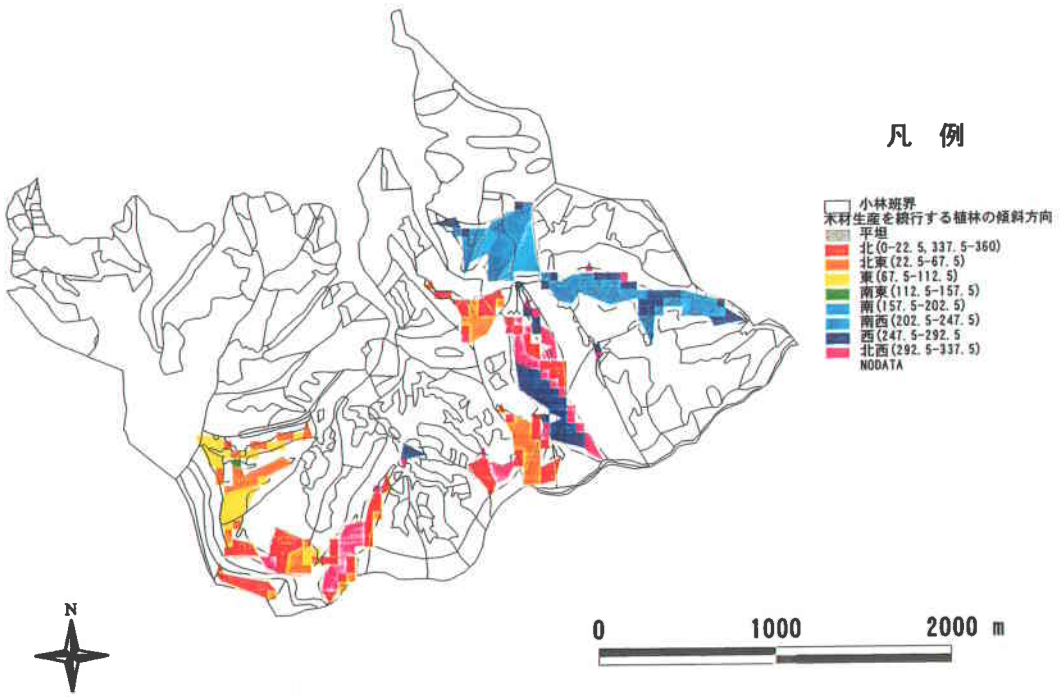 凡 例
小林班界
木材生産を続行する植林の傾斜方向
平坦
北(0-22.5, 337.5-360)
北東(22.5-67.5)
東(67.5-112.5)
南東(112.5-157.5)
南(157.5-202.5)
南西(202.5-247.5)
西(247.5-292.5
北西(292.5-337.5)
NODATA
N
0 1000 2000 m